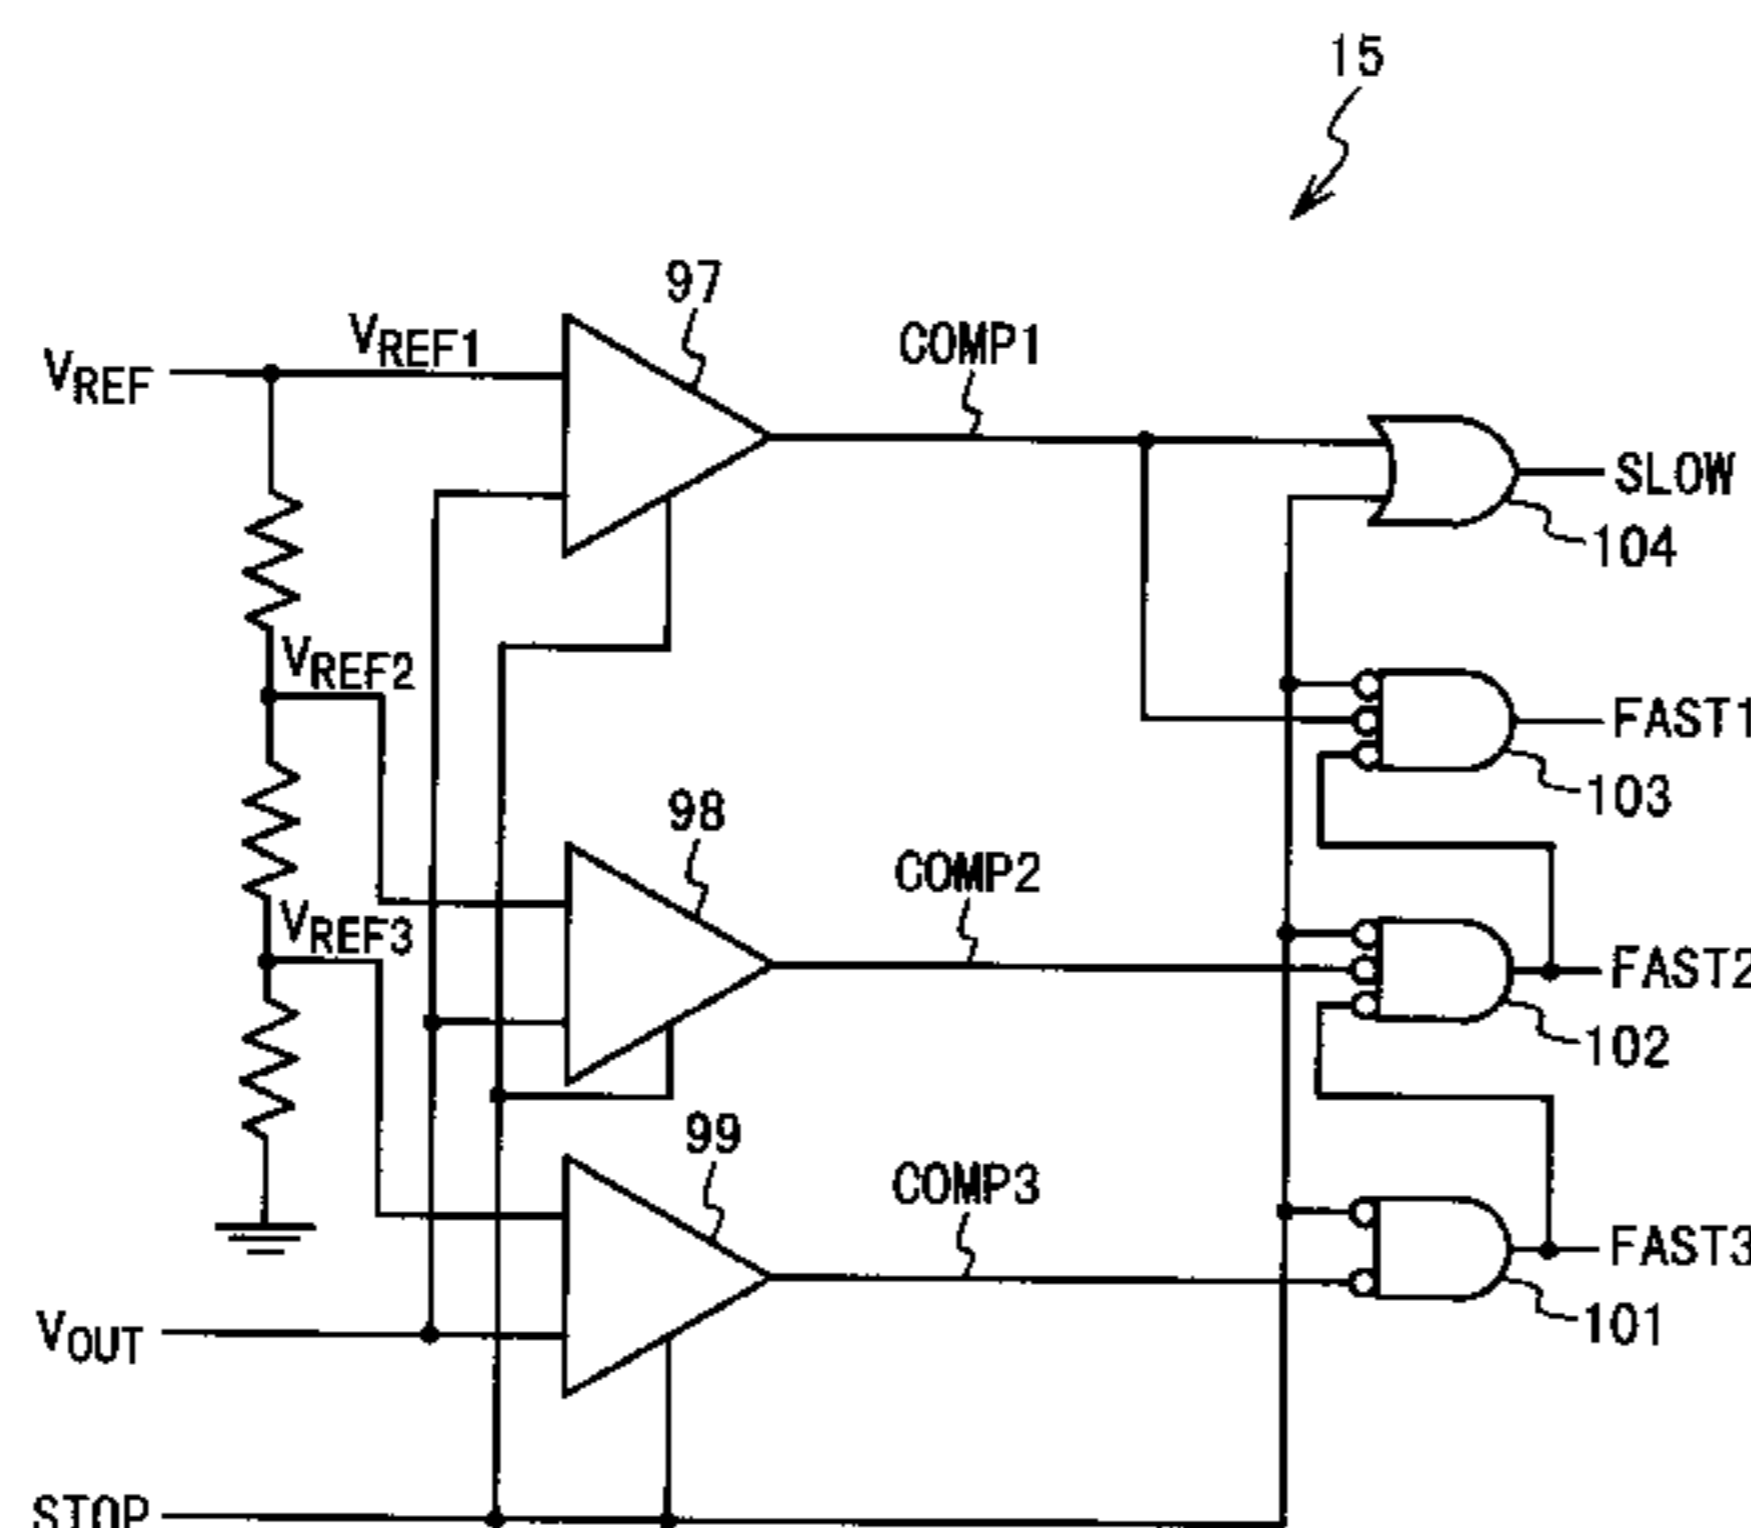 15
97
VREF
VREF1
COMP1
SLOW
104
VREF2
FAST1
103
98
COMP2
VREF3
FAST2
102
99
COMP3
FAST3
101
VOUT
STOP